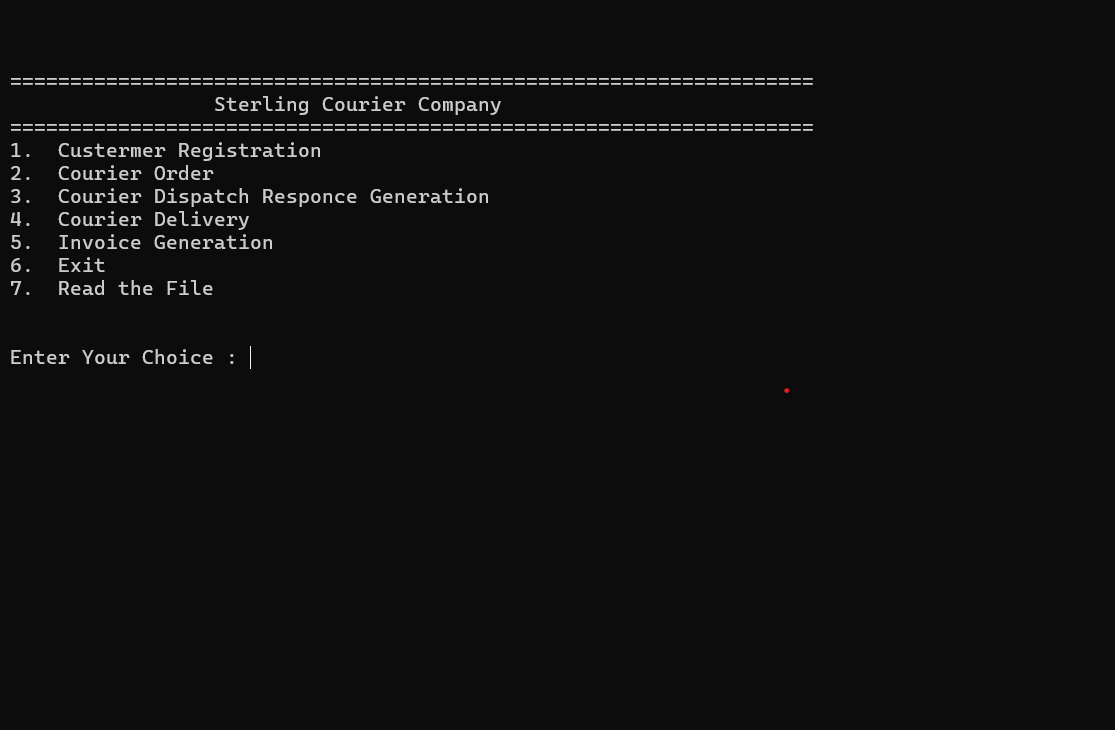 ===================================================================
Sterling Courier Company
===================================================================
1.  Custermer Registration
2.  Courier Order
3.  Courier Dispatch Responce Generation
4.  Courier Delivery
5.  Invoice Generation
6.  Exit
7.  Read the File
Enter Your Choice :